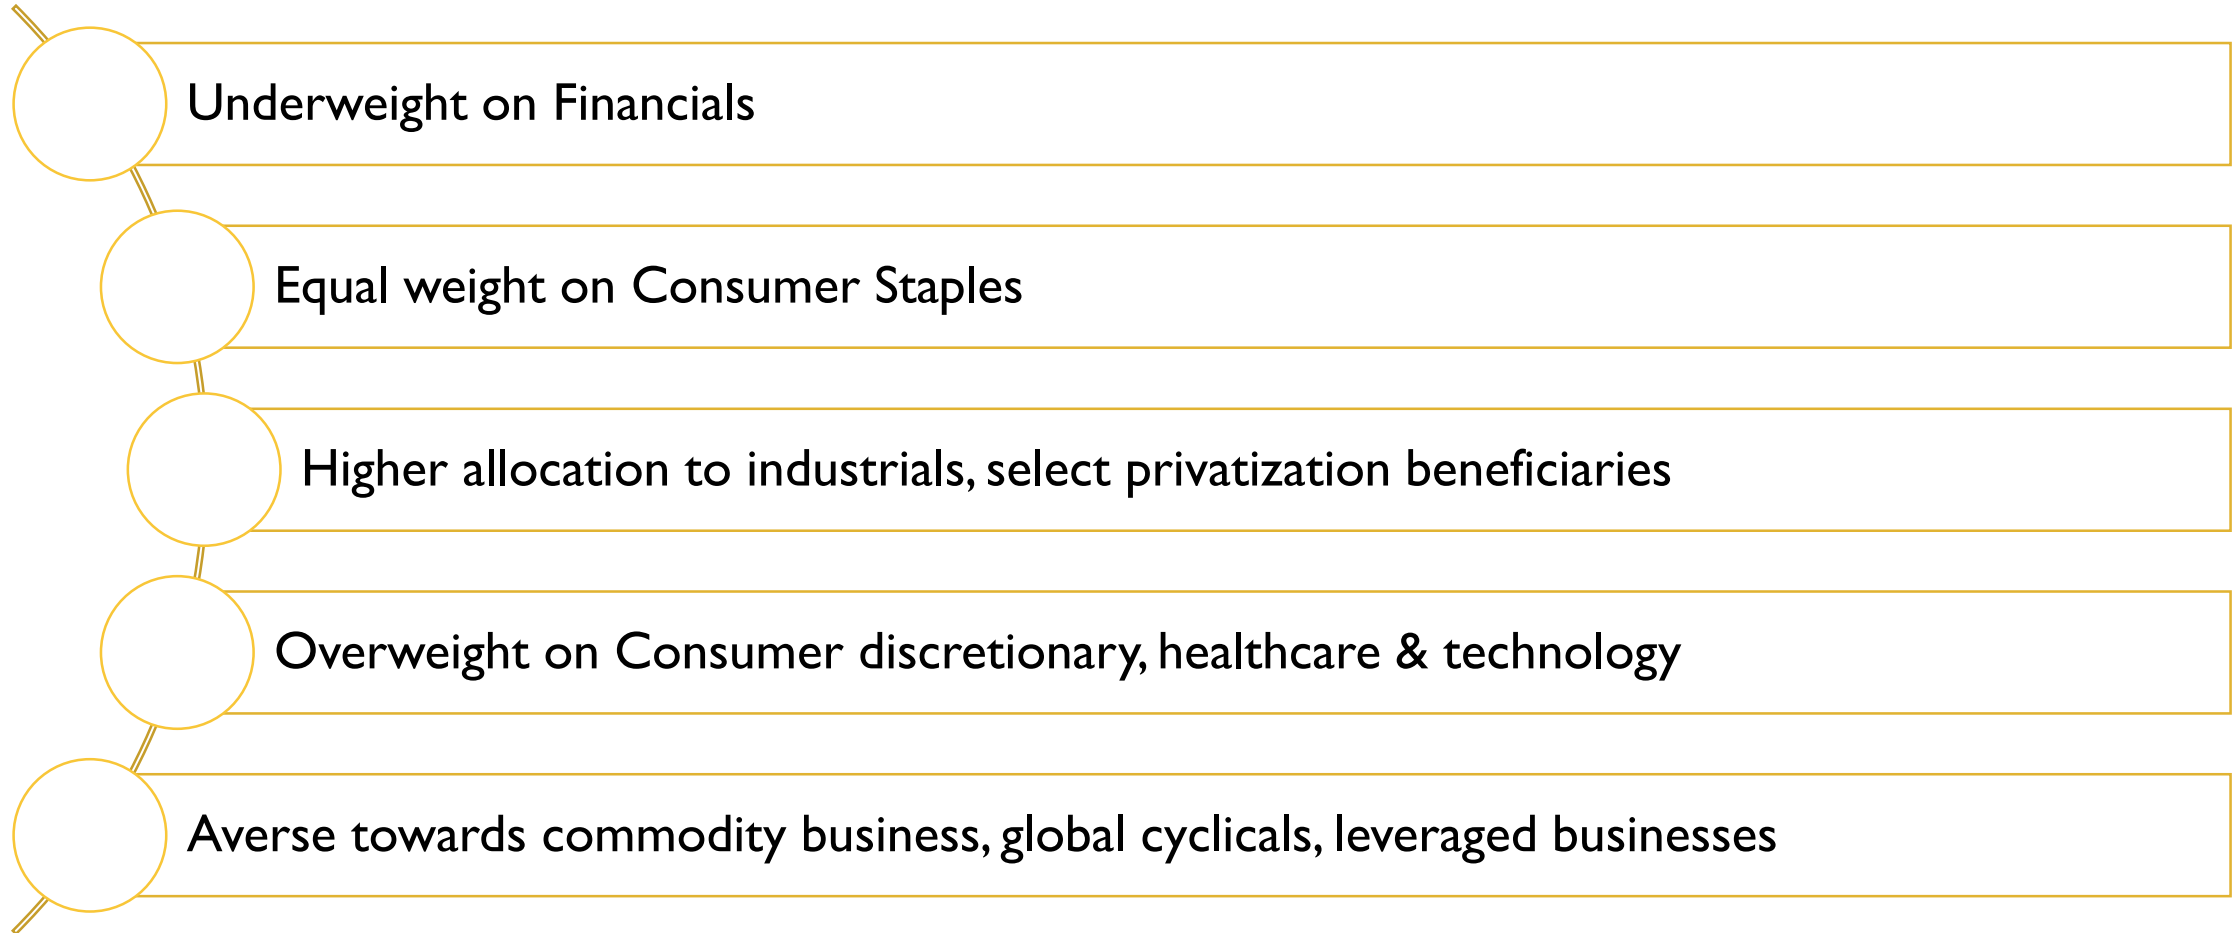 Underweight on Financials
Equal weight on Consumer Staples
Higher allocation to industrials, select privatization beneficiaries
Overweight on Consumer discretionary, healthcare & technology
Averse towards commodity business, global cyclicals, leveraged businesses